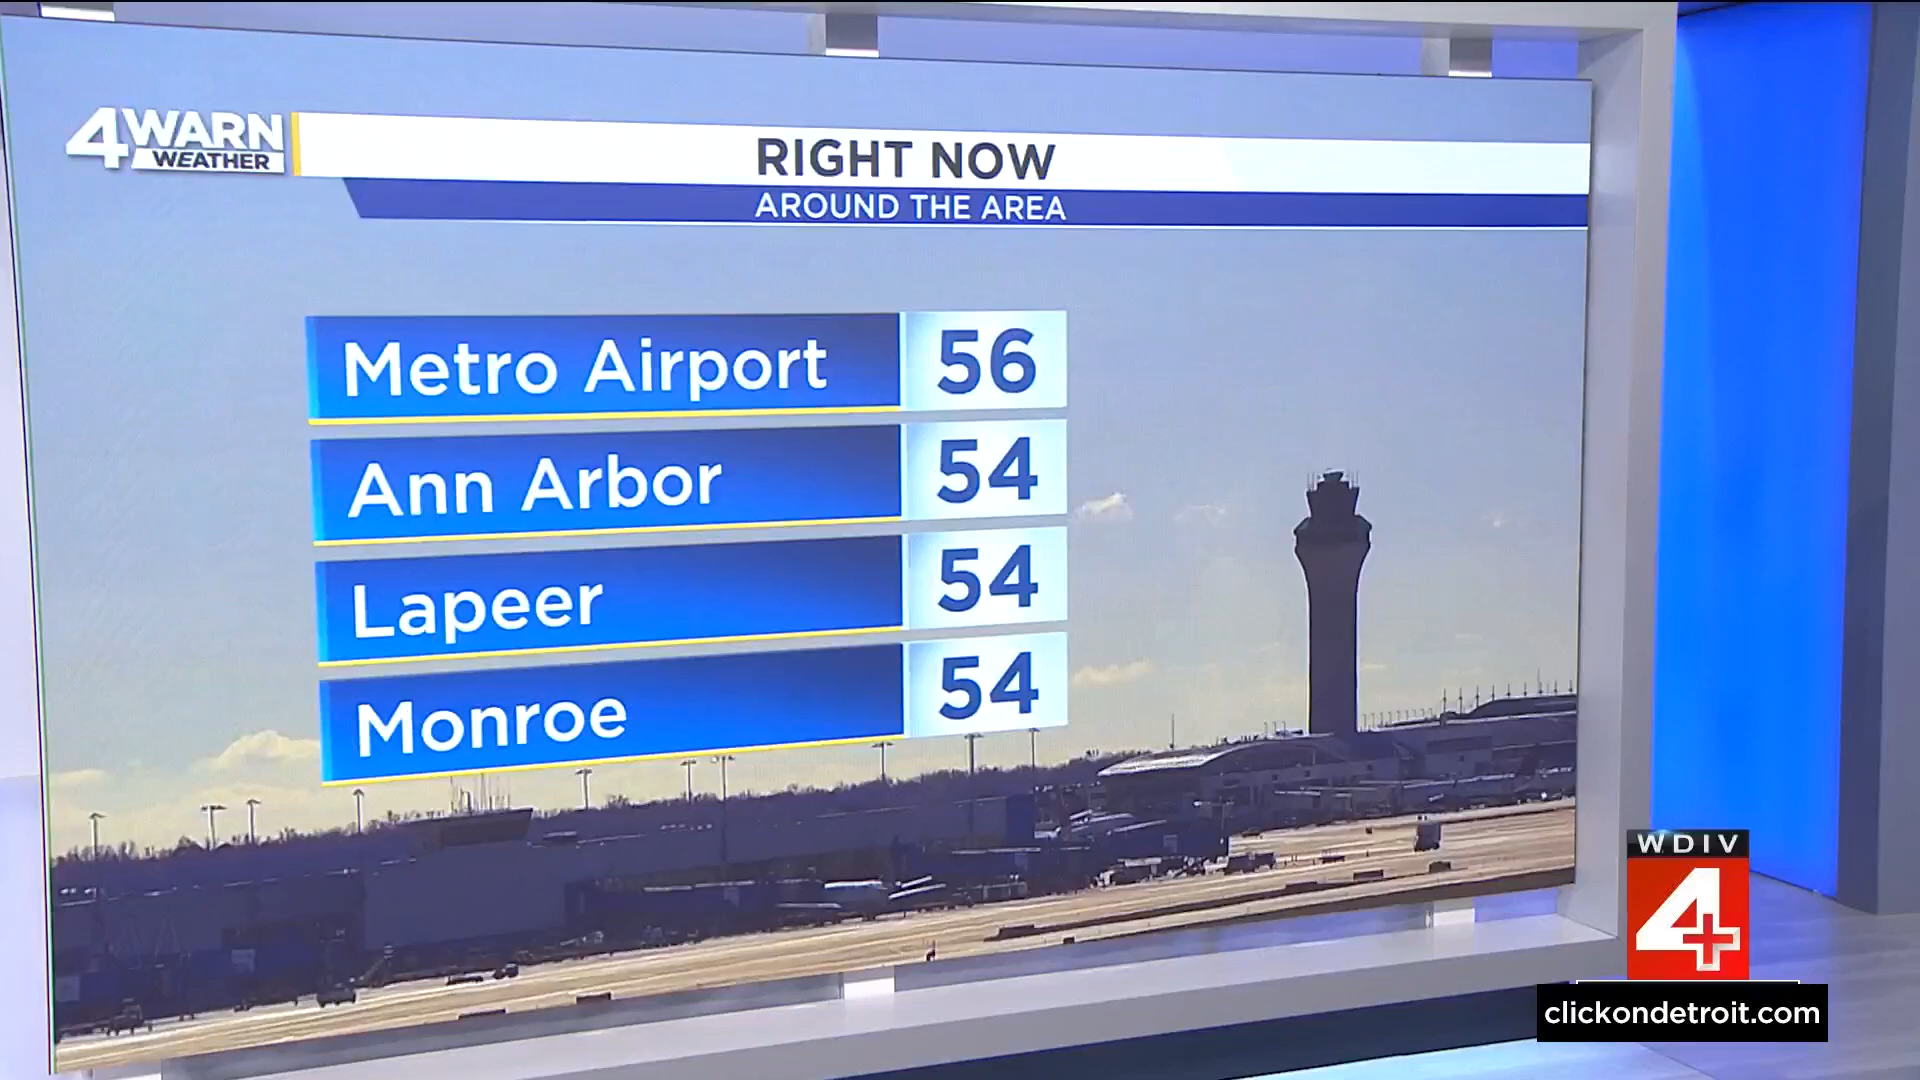 4WARN
WEATHER
RIGHT NOW
AROUND THE AREA
Metro Airport 56
Ann Arbor 54
Lapeer 54
Monroe 54
WDIV
4+
clickondetroit.com